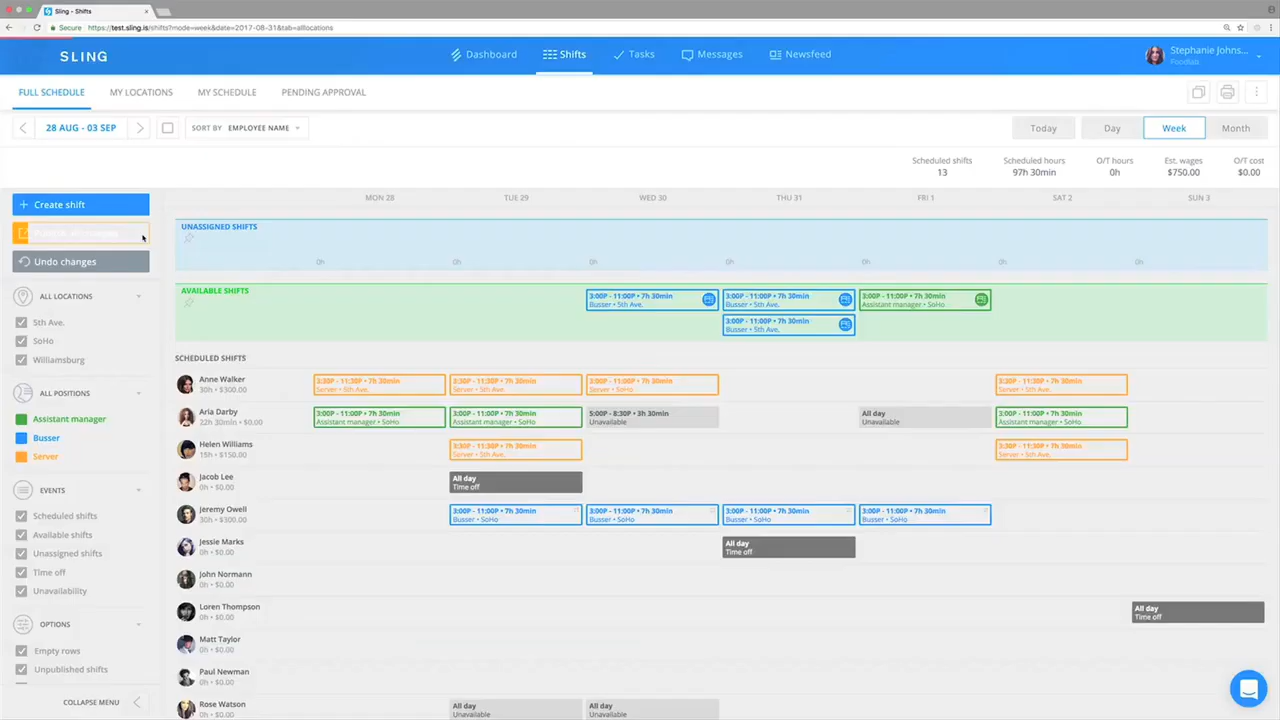 Sling - Shifts
Secure https://test.sling.is/shifts?mode=week&date=2017-08-31&tab=alllocations
SLING
Dashboard Shifts Tasks Messages Newsfeed
Stephanie Johns...
Foodlab
FULL SCHEDULE MY LOCATIONS MY SCHEDULE PENDING APPROVAL
28 AUG - 03 SEP SORT BY EMPLOYEE NAME Today Day Week Month
Scheduled shifts Scheduled hours O/T hours Est. wages O/T cost
13 97h 30min 0h $750.00 $0.00
Create shift
MON 28 TUE 29 WED 30 THU 31 FRI 1 SAT 2 SUN 3
UNASSIGNED SHIFTS
Undo changes
0h 0h 0h 0h 0h 0h 0h
AVAILABLE SHIFTS
ALL LOCATIONS
5th Ave.
SoHo
Williamsburg
3:00P - 11:00P • 7h 30min 3:00P - 11:00P • 7h 30min 3:00P - 11:00P • 7h 30min
Busser • 5th Ave. Busser • 5th Ave. Assistant manager • SoHo
3:00P - 11:00P • 7h 30min
Busser • 5th Ave.
SCHEDULED SHIFTS
ALL POSITIONS
Assistant manager
Busser
Server
EVENTS
Scheduled shifts
Available shifts
Unassigned shifts
Time off
Unavailability
OPTIONS
Empty rows
Unpublished shifts
COLLAPSE MENU
Anne Walker
30h • $300.00
3:30P - 11:30P • 7h 30min 3:30P - 11:30P • 7h 30min 3:00P - 11:00P • 7h 30min 3:30P - 11:30P • 7h 30min
Server • 5th Ave. Server • 5th Ave. Server • SoHo Server • 5th Ave.
Aria Darby
22h 30min • $0.00
3:00P - 11:00P • 7h 30min 3:00P - 11:00P • 7h 30min 5:00P - 8:30P • 3h 30min All day 3:00P - 11:00P • 7h 30min
Assistant manager • SoHo Assistant manager • SoHo Unavailable Unavailable Assistant manager • SoHo
Helen Williams
15h • $150.00
3:30P - 11:30P • 7h 30min 3:30P - 11:30P • 7h 30min
Server • 5th Ave. Server • 5th Ave.
Jacob Lee
0h • $0.00
All day
Time off
Jeremy Owell
30h • $300.00
3:00P - 11:00P • 7h 30min 3:00P - 11:00P • 7h 30min 3:00P - 11:00P • 7h 30min 3:00P - 11:00P • 7h 30min
Busser • SoHo Busser • SoHo Busser • SoHo Busser • SoHo
Jessie Marks
0h • $0.00
All day
Time off
John Normann
0h • $0.00
Loren Thompson
0h • $0.00
All day
Time off
Matt Taylor
0h • $0.00
Paul Newman
0h • $0.00
Rose Watson
0h • $0.00
All day All day
Unavailable Unavailable